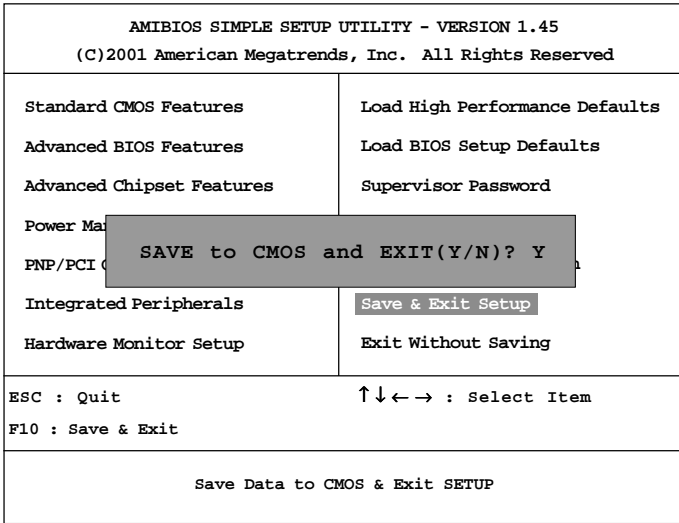 AMIBIOS SIMPLE SETUP UTILITY - VERSION 1.45
(C)2001 American Megatrends, Inc. All Rights Reserved
Standard CMOS Features
Advanced BIOS Features
Advanced Chipset Features
Power
PNP/PCI
Integrated Peripherals
Hardware Monitor Setup
Load High Performance Defaults
Load BIOS Setup Defaults
Supervisor Password
SAVE to CMOS and EXIT(Y/N)? Y
Save & Exit Setup
Exit Without Saving
ESC : Quit
↑↓←→ : Select Item
F10 : Save & Exit
Save Data to CMOS & Exit SETUP